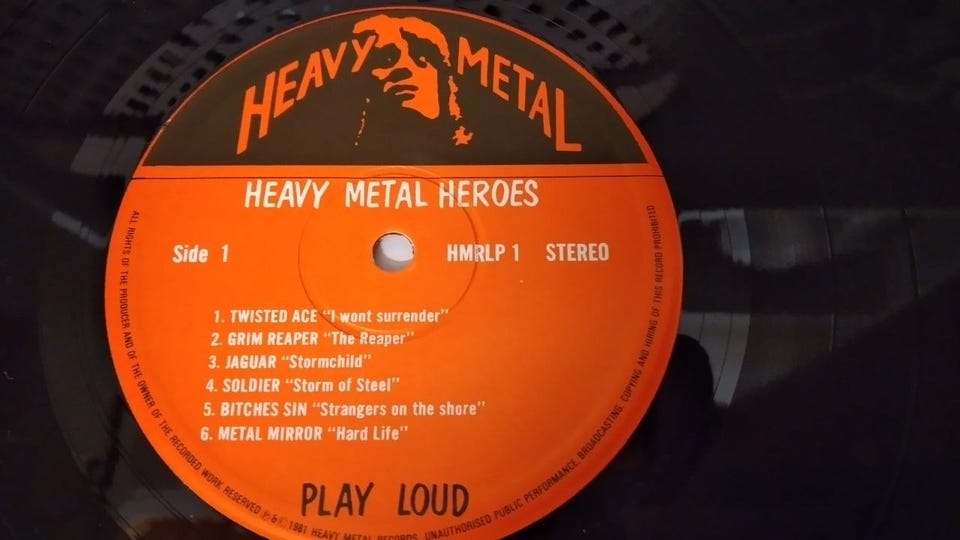 HEAVY METAL
HEAVY METAL HEROES
Side 1 HMRLP 1 STEREO
1. TWISTED ACE "I wont surrender"
2. GRIM REAPER "The Reaper"
3. JAGUAR "Stormchild"
4. SOLDIER "Storm of Steel"
5. BITCHES SIN "Strangers on the shore"
6. METAL MIRROR "Hard Life"
PLAY LOUD
ALL RIGHTS OF THE PRODUCER AND OF THE OWNER OF THE RECORDED WORK RESERVED ℗ & © 1981 HEAVY METAL RECORDS. UNAUTHORISED PUBLIC PERFORMANCE, BROADCASTING, COPYING AND HIRING OF THIS RECORD PROHIBITED